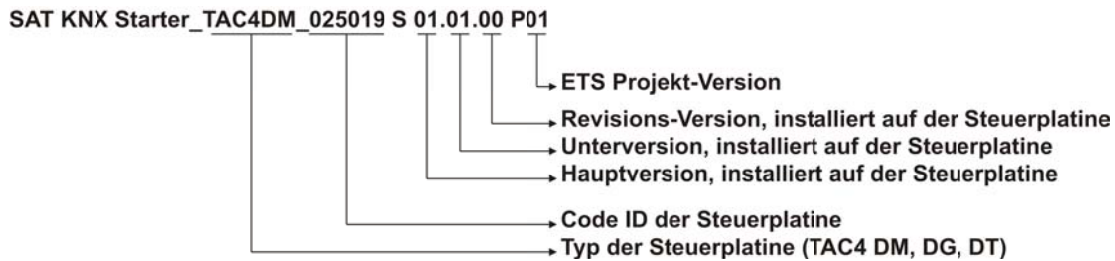 SAT KNX Starter_TAC4DM_025019 S 01.01.00 P01
ETS Projekt-Version
Revisions-Version, installiert auf der Steuerplatine
Unterversion, installiert auf der Steuerplatine
Hauptversion, installiert auf der Steuerplatine
Code ID der Steuerplatine
Typ der Steuerplatine (TAC4 DM, DG, DT)